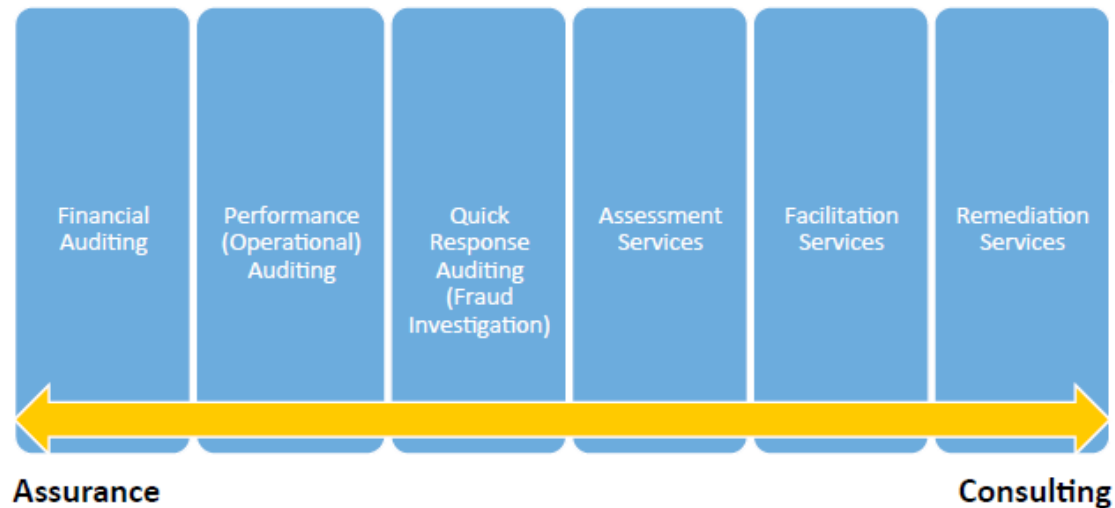 Financial
Auditing
Performance
(Operational)
Auditing
Quick
Response
Auditing
(Fraud
Investigation)
Assessment
Services
Facilitation
Services
Remediation
Services
Assurance
Consulting